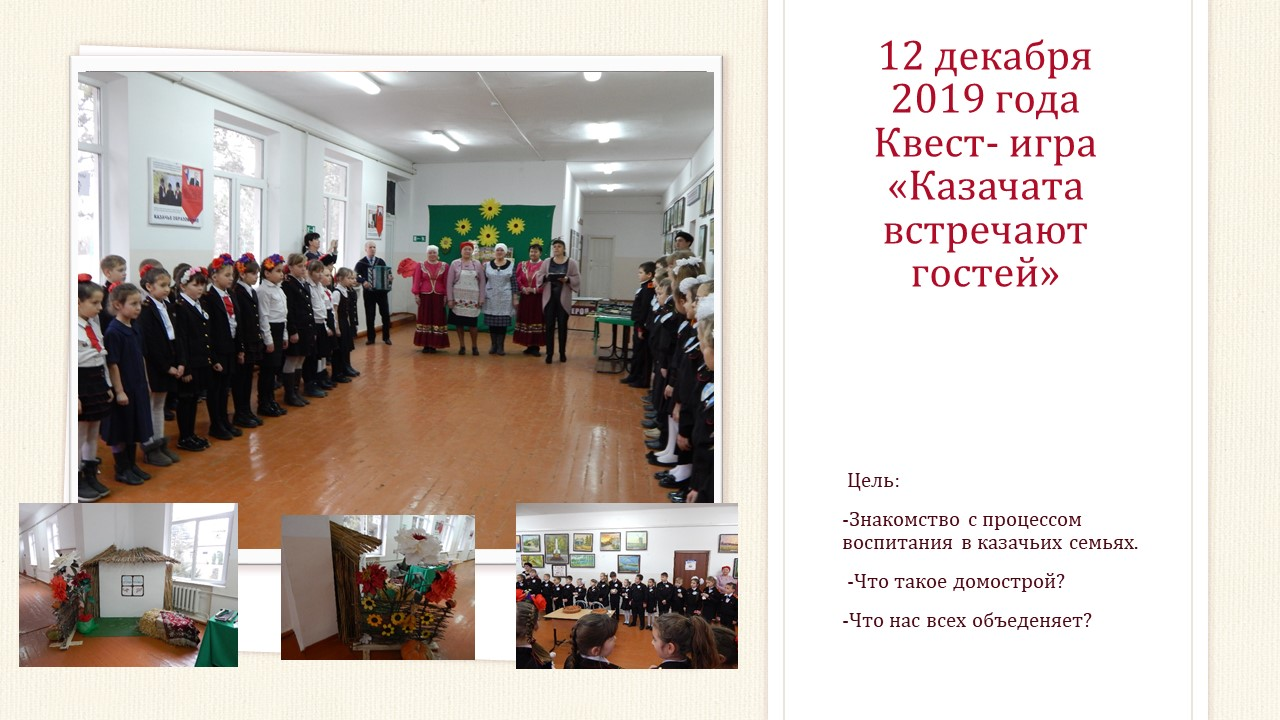 12 декабря
2019 года
Квест- игра
«Казачата
встречают
гостей»
Цель:
-Знакомство с процессом
воспитания в казачьих семьях.
-Что такое домострой?
-Что нас всех объеденяет?